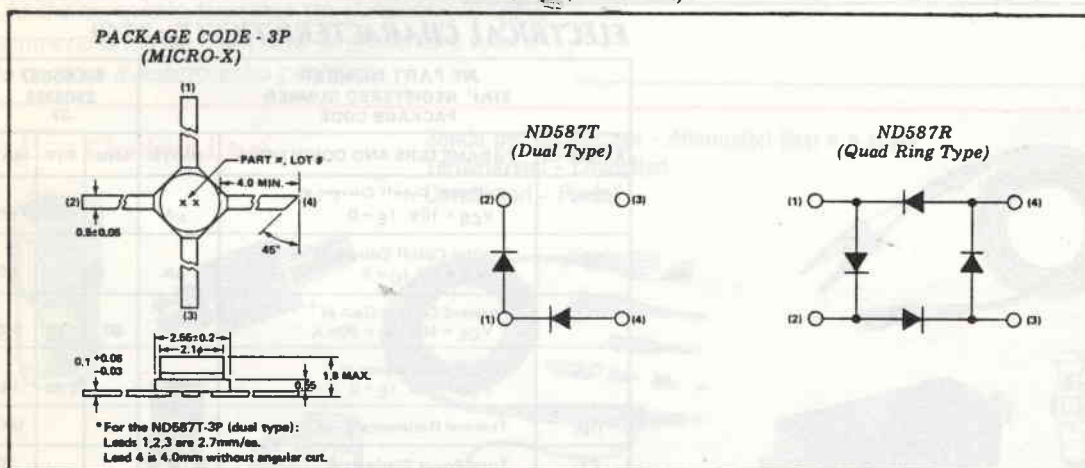 PACKAGE CODE - 3P
(MICRO-X)
(1)
PART #, LOT #
4.0 MIN.
(2)
X X
(4)
0.5±0.05
45°
(3)
2.55±0.2
2.1ϕ
0.1 +0.06 -0.03
0.55
1.8 MAX.
* For the ND587T-3P (dual type):
Leads 1,2,3 are 2.7mm/ea.
Lead 4 is 4.0mm without angular cut.
ND587T
(Dual Type)
(2)
(3)
(1)
(4)
ND587R
(Quad Ring Type)
(1)
(4)
(2)
(3)